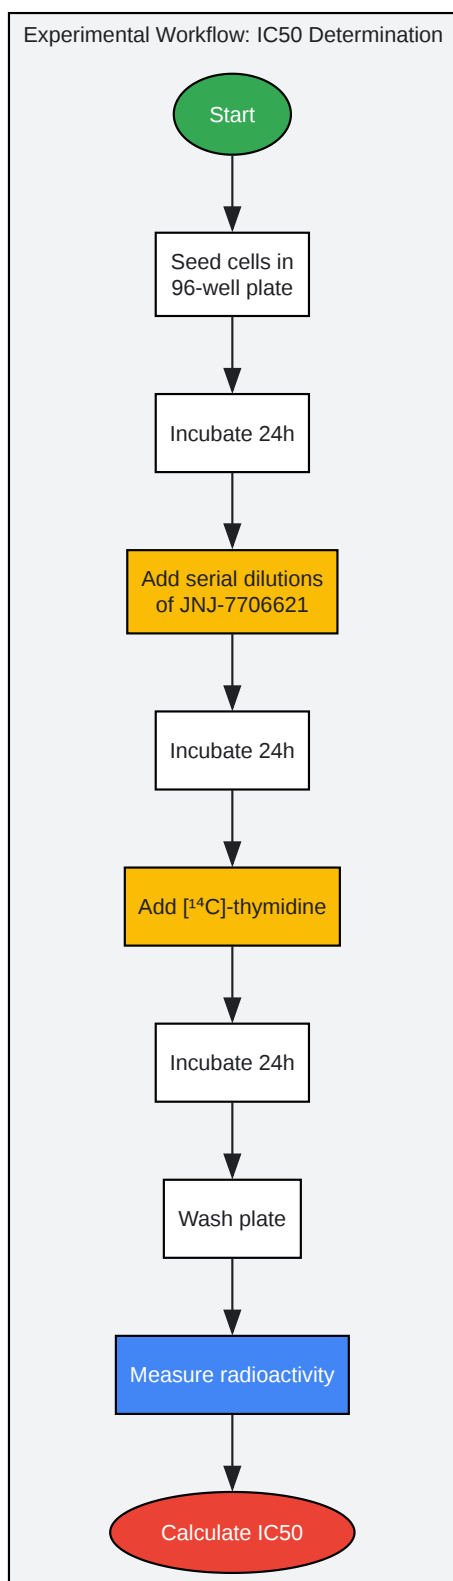 Experimental Workflow: IC50 Determination
Start
Seed cells in
96-well plate
Incubate 24h
Add serial dilutions
of JNJ-7706621
Incubate 24h
Add [¹⁴C]-thymidine
Incubate 24h
Wash plate
Measure radioactivity
Calculate IC50